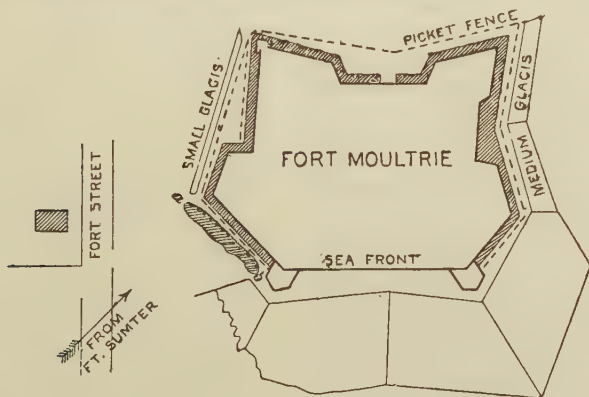 PICKET FENCE
SMALL GLACIS.
GLACIS
MEDIUM
FORT MOULTRIE
FORT STREET
SEA FRONT
FROM
FT. SUMTER
a
b